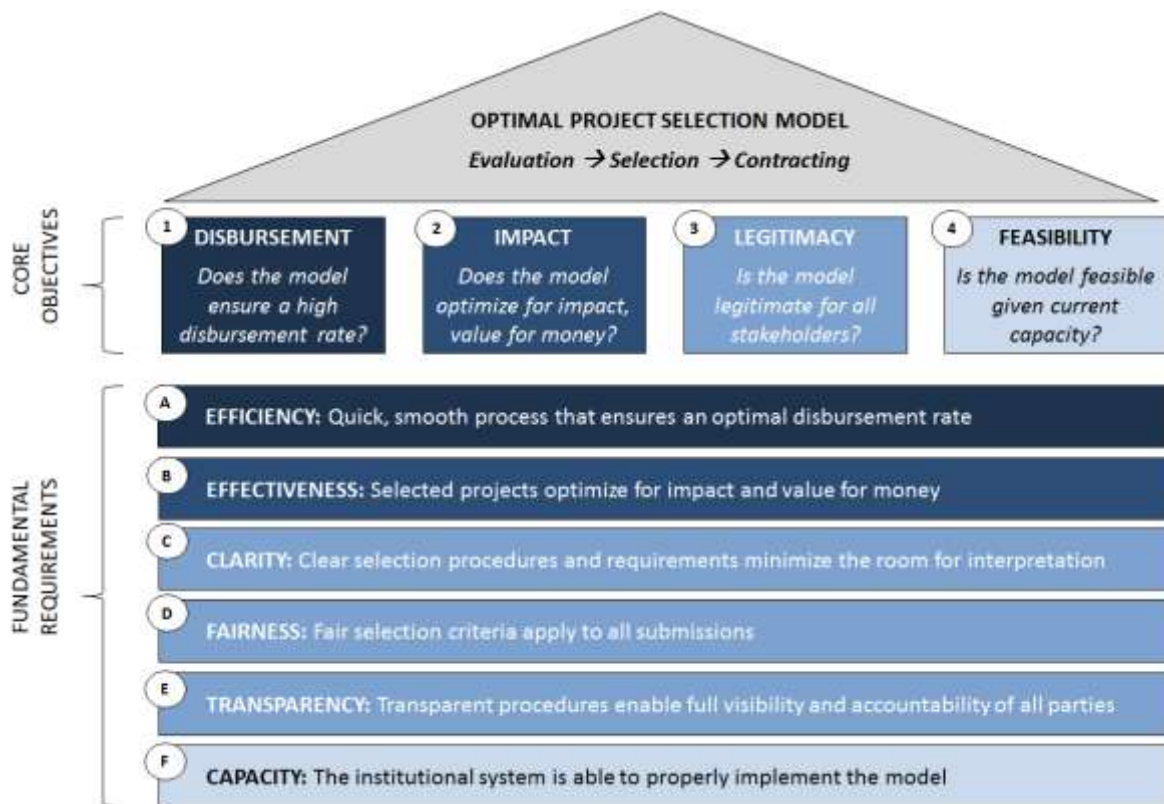 OPTIMAL PROJECT SELECTION MODEL
Evaluation → Selection → Contracting
CORE
OBJECTIVES
1
DISBURSEMENT
Does the model
ensure a high
disbursement rate?
2
IMPACT
Does the model
optimize for impact,
value for money?
3
LEGITIMACY
Is the model
legitimate for all
stakeholders?
4
FEASIBILITY
Is the model feasible
given current
capacity?
FUNDAMENTAL
REQUIREMENTS
A
EFFICIENCY: Quick, smooth process that ensures an optimal disbursement rate
B
EFFECTIVENESS: Selected projects optimize for impact and value for money
C
CLARITY: Clear selection procedures and requirements minimize the room for interpretation
D
FAIRNESS: Fair selection criteria apply to all submissions
E
TRANSPARENCY: Transparent procedures enable full visibility and accountability of all parties
F
CAPACITY: The institutional system is able to properly implement the model